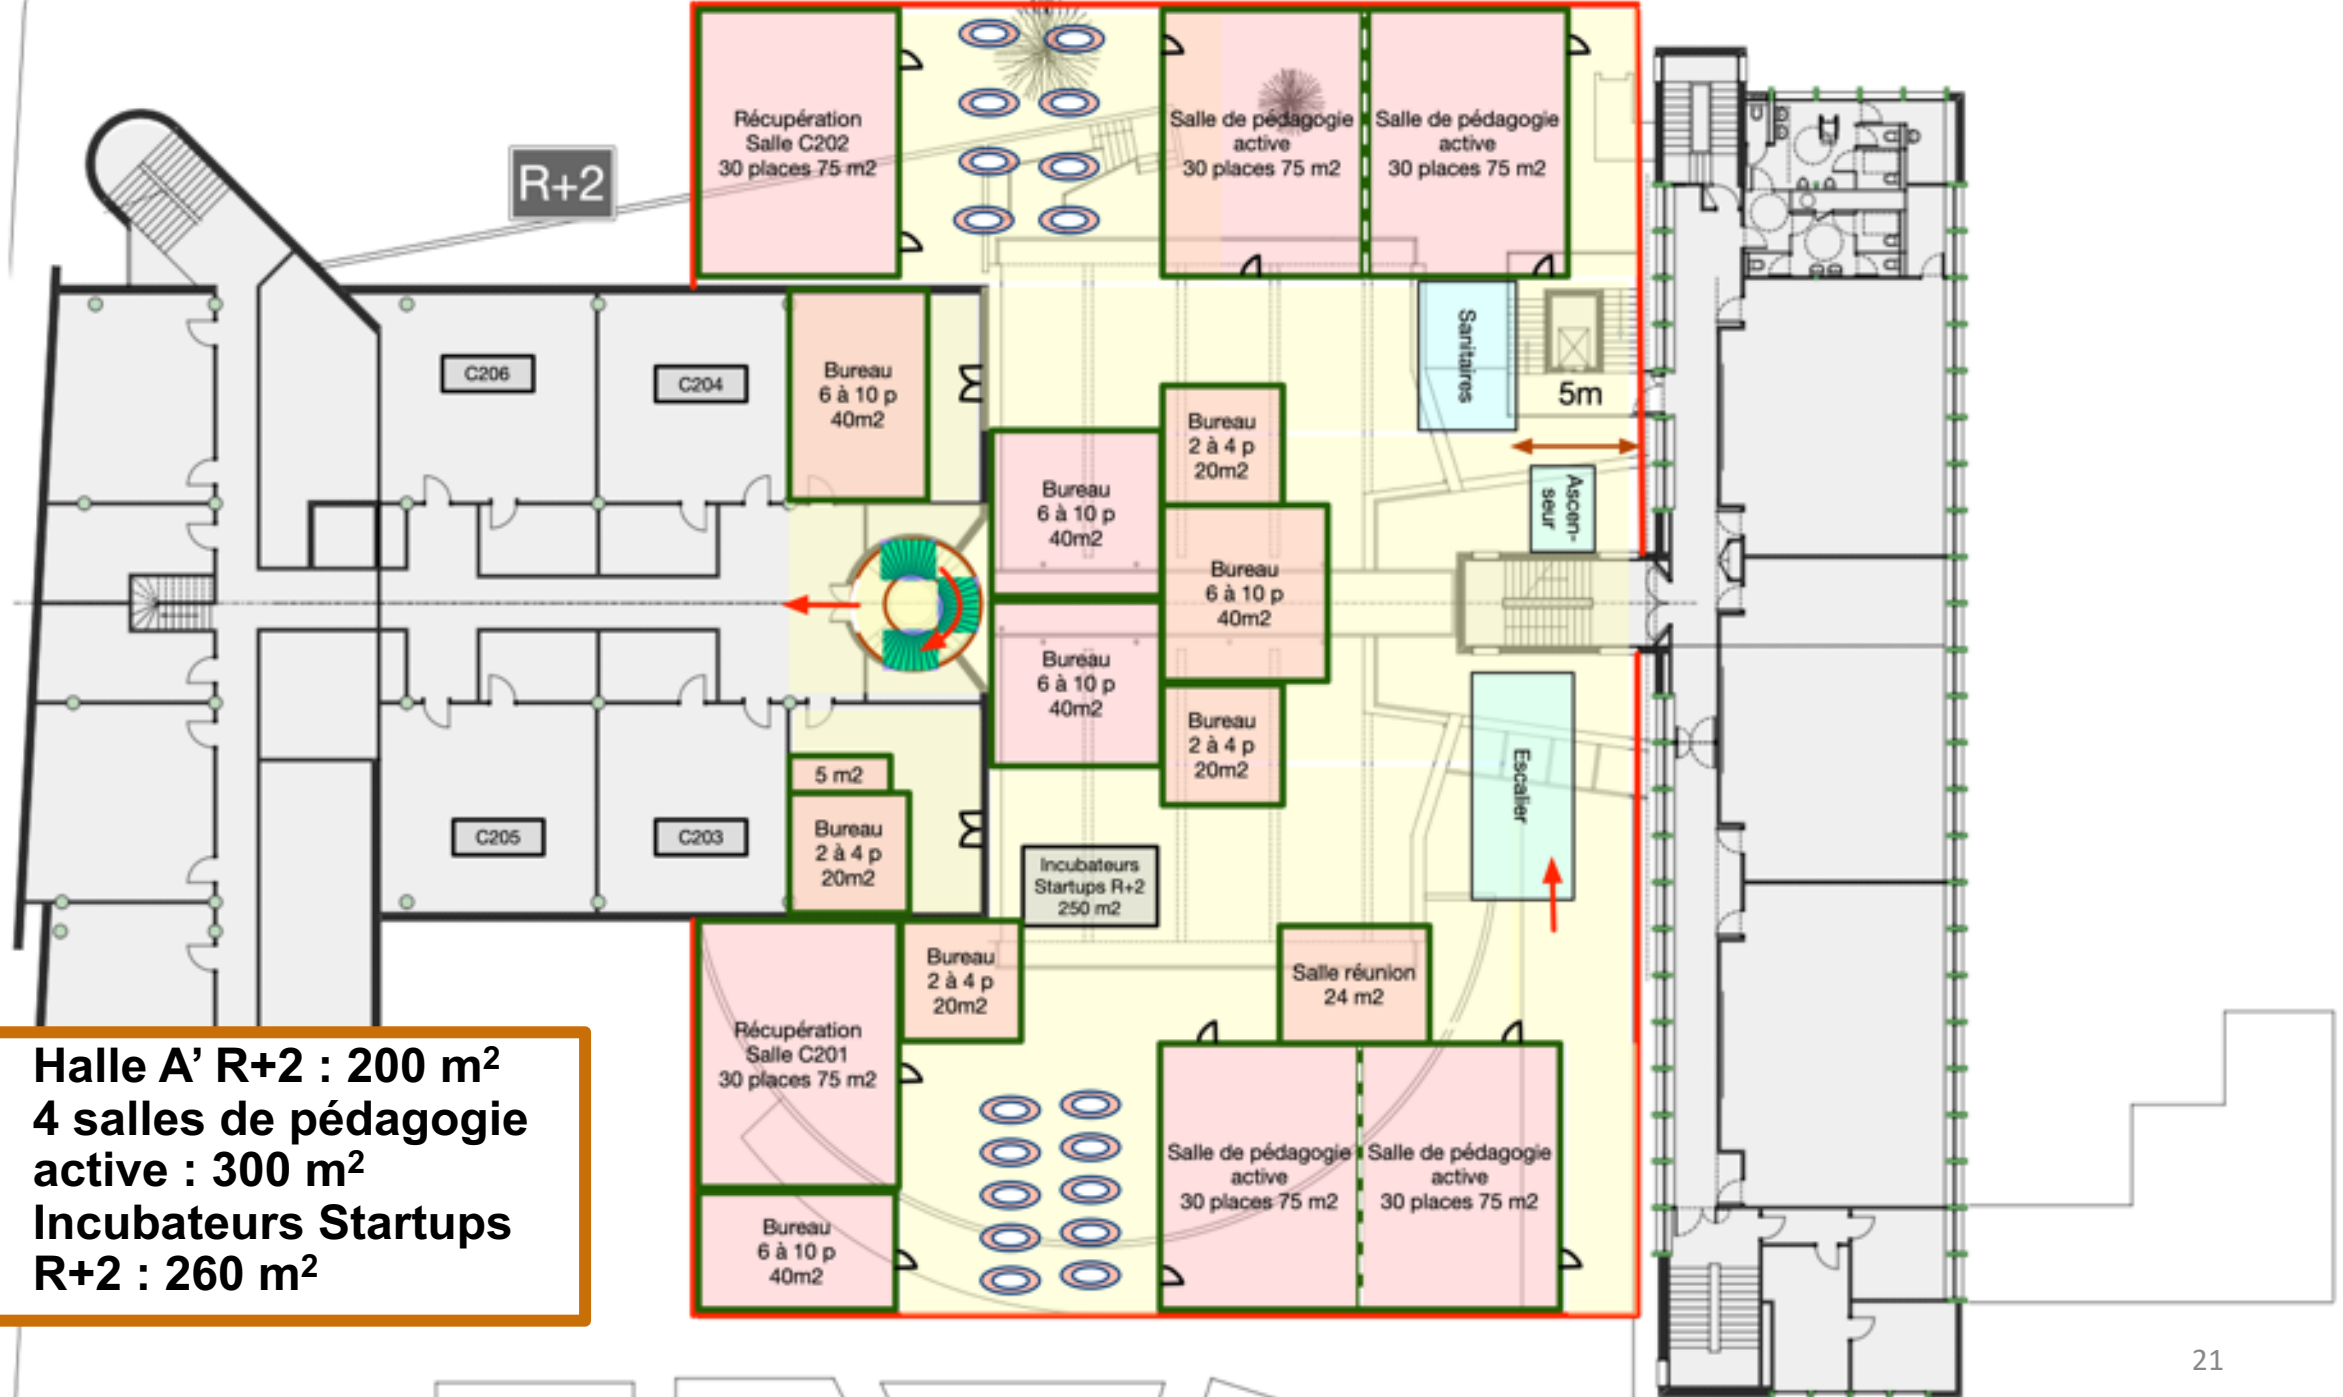 Récupération
Salle C202
30 places 75 m2
Salle de pédagogie
active
30 places 75 m2
Salle de pédagogie
active
30 places 75 m2
R+2
Sanitaires
5m
C206
C204
Bureau
6 à 10 p
40m2
Bureau
2 à 4 p
20m2
Bureau
6 à 10 p
40m2
Ascen-
seur
Bureau
6 à 10 p
40m2
Bureau
6 à 10 p
40m2
Bureau
2 à 4 p
20m2
Escalier
5 m2
C205
C203
Bureau
2 à 4 p
20m2
Incubateurs
Startups R+2
250 m2
Bureau
2 à 4 p
20m2
Salle réunion
24 m2
Récupération
Salle C201
30 places 75 m2
Salle de pédagogie
active
30 places 75 m2
Salle de pédagogie
active
30 places 75 m2
Bureau
6 à 10 p
40m2
Halle A’ R+2 : 200 m²
4 salles de pédagogie
active : 300 m²
Incubateurs Startups
R+2 : 260 m²
21